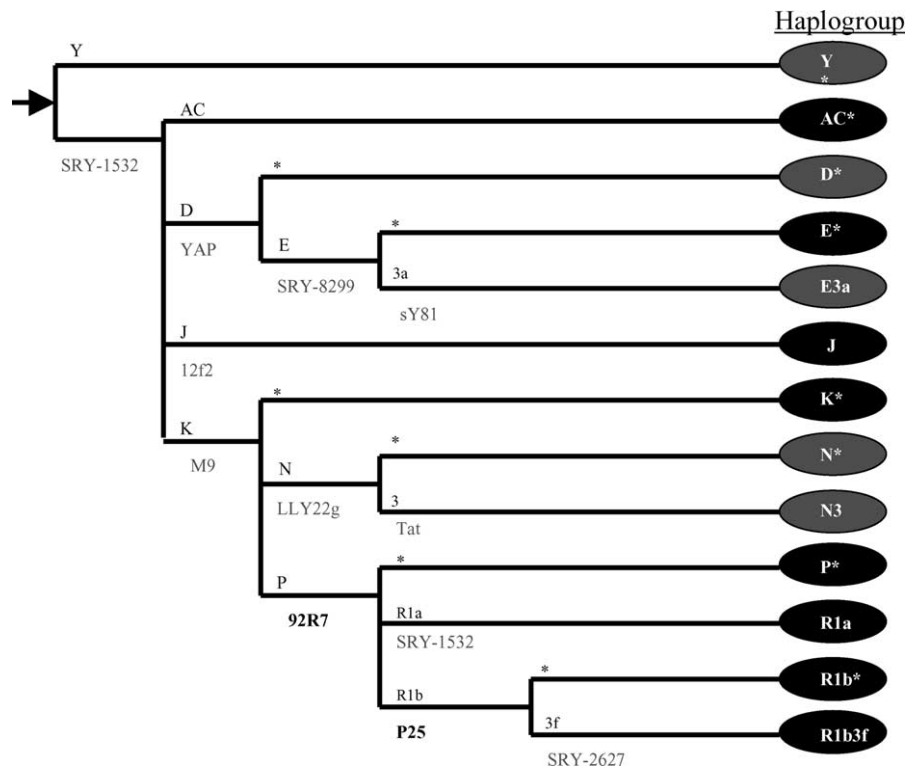 Haplogroup
Y
Y
*
AC
AC*
SRY-1532
*
D*
D
YAP
*
E*
E
SRY-8299
3a
E3a
sY81
J
J
12f2
*
K*
K
M9
*
N*
N
LLY22g
3
N3
Tat
*
P*
P
92R7
R1a
R1a
SRY-1532
*
R1b*
R1b
P25
3f
R1b3f
SRY-2627